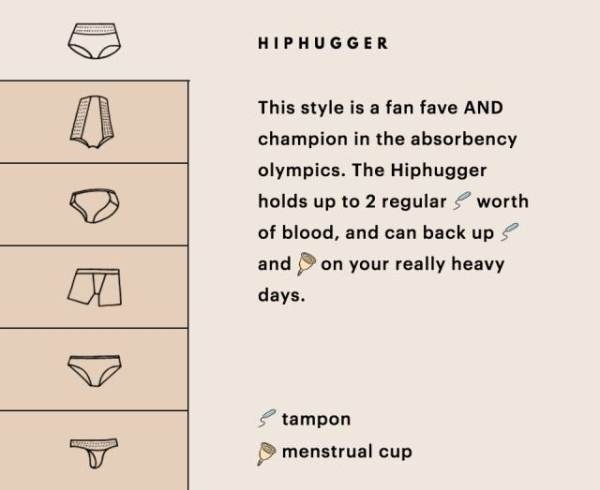 HIPHUGGER
This style is a fan fave AND
champion in the absorbency
olympics. The Hiphugger
holds up to 2 regular worth
of blood, and can back up
and on your really heavy
days.
tampon
menstrual cup